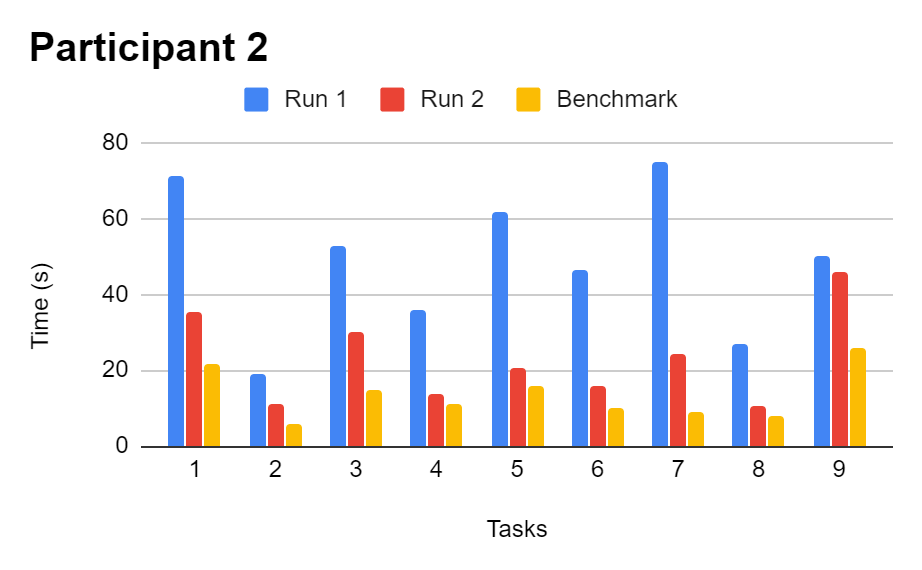 Participant 2
Run 1 Run 2 Benchmark
80
60
40
20
0
Time (s)
1 2 3 4 5 6 7 8 9
Tasks